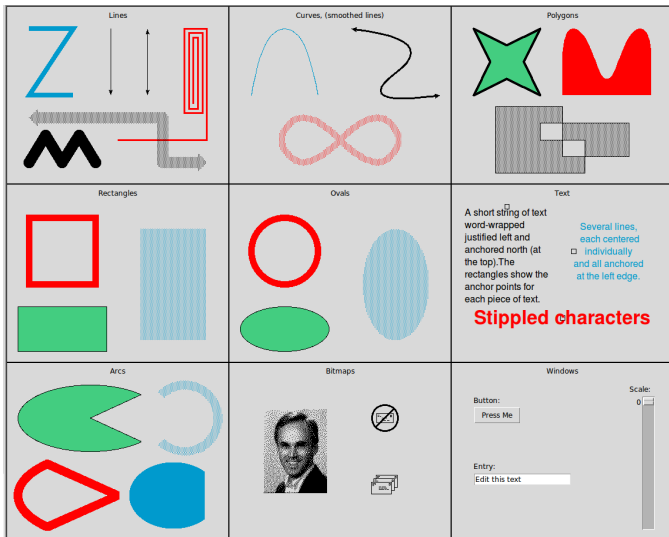 Lines
Curves, (smoothed lines)
Polygons
Rectangles
Ovals
Text
A short string of text
word-wrapped
justified left and
anchored north (at
the top).The
rectangles show the
anchor points for
each piece of text.
Several lines,
each centered
individually
and all anchored
at the left edge.
Stippled characters
Arcs
Bitmaps
Windows
Scale:
0
Button:
Press Me
Entry:
Edit this text